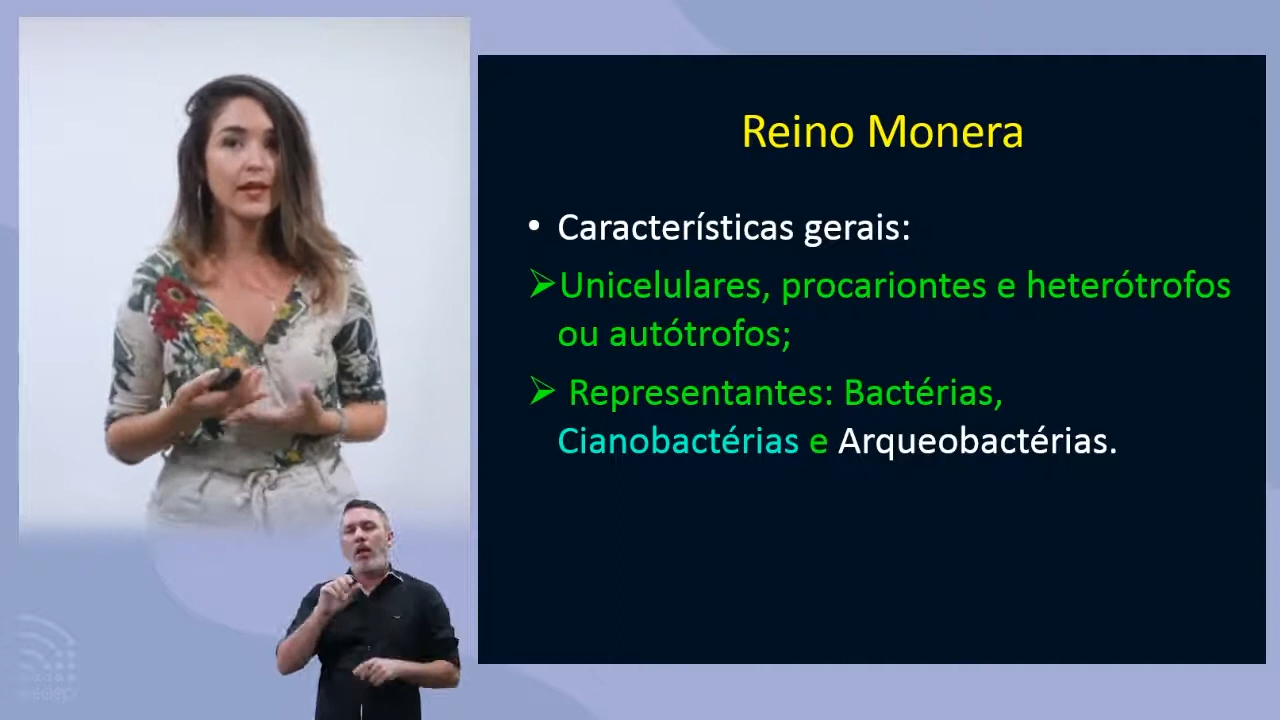 Reino Monera
• Características gerais:
➢Unicelulares, procariontes e heterótrofos
ou autótrofos;
➢ Representantes: Bactérias,
Cianobactérias e Arqueobactérias.